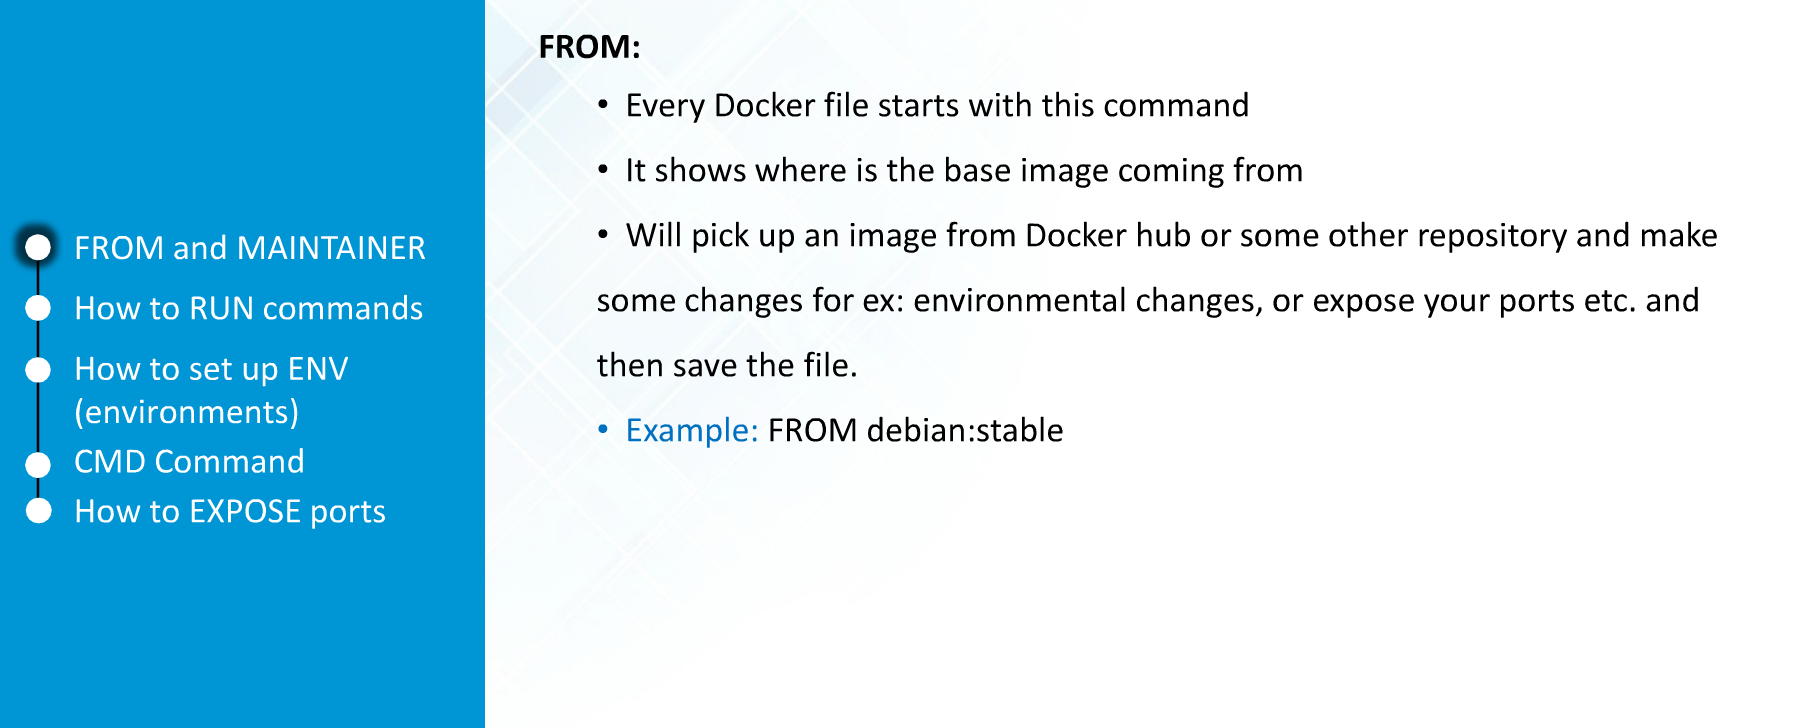 FROM and MAINTAINER
How to RUN commands
How to set up ENV
(environments)
CMD Command
How to EXPOSE ports
FROM:
• Every Docker file starts with this command
• It shows where is the base image coming from
• Will pick up an image from Docker hub or some other repository and make
some changes for ex: environmental changes, or expose your ports etc. and
then save the file.
• Example: FROM debian:stable